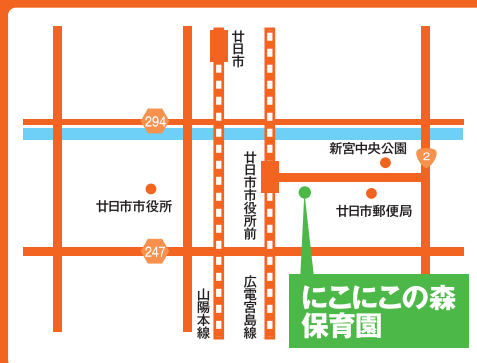 廿日市
294
新宮中央公園
2
廿日市市役所前
廿日市市役所
廿日市郵便局
247
山陽本線
広電宮島線
にこにこの森
保育園